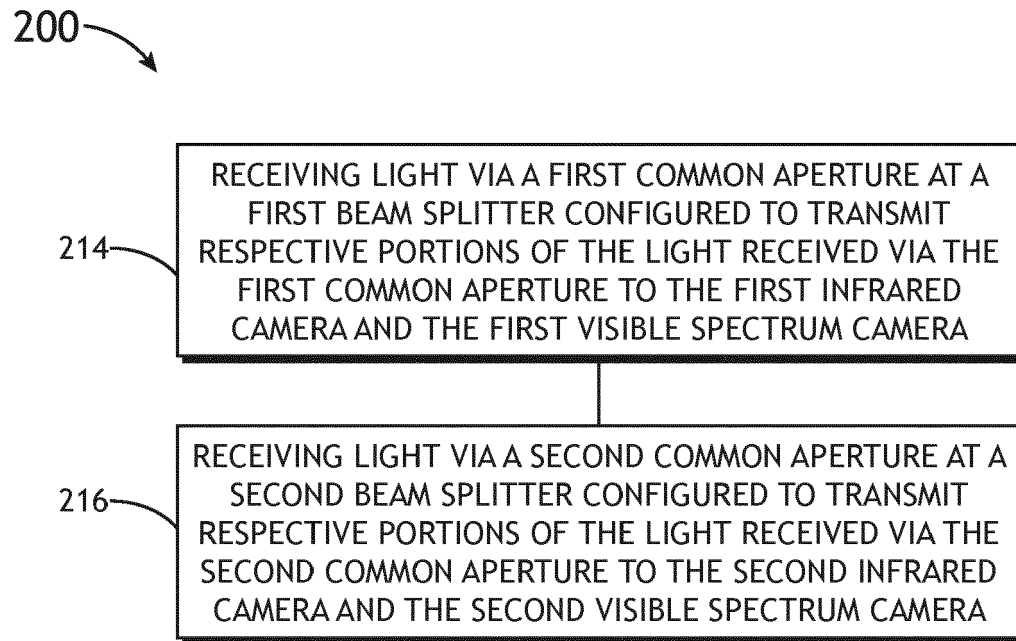 200
214
RECEIVING LIGHT VIA A FIRST COMMON APERTURE AT A
FIRST BEAM SPLITTER CONFIGURED TO TRANSMIT
RESPECTIVE PORTIONS OF THE LIGHT RECEIVED VIA THE
FIRST COMMON APERTURE TO THE FIRST INFRARED
CAMERA AND THE FIRST VISIBLE SPECTRUM CAMERA
216
RECEIVING LIGHT VIA A SECOND COMMON APERTURE AT A
SECOND BEAM SPLITTER CONFIGURED TO TRANSMIT
RESPECTIVE PORTIONS OF THE LIGHT RECEIVED VIA THE
SECOND COMMON APERTURE TO THE SECOND INFRARED
CAMERA AND THE SECOND VISIBLE SPECTRUM CAMERA